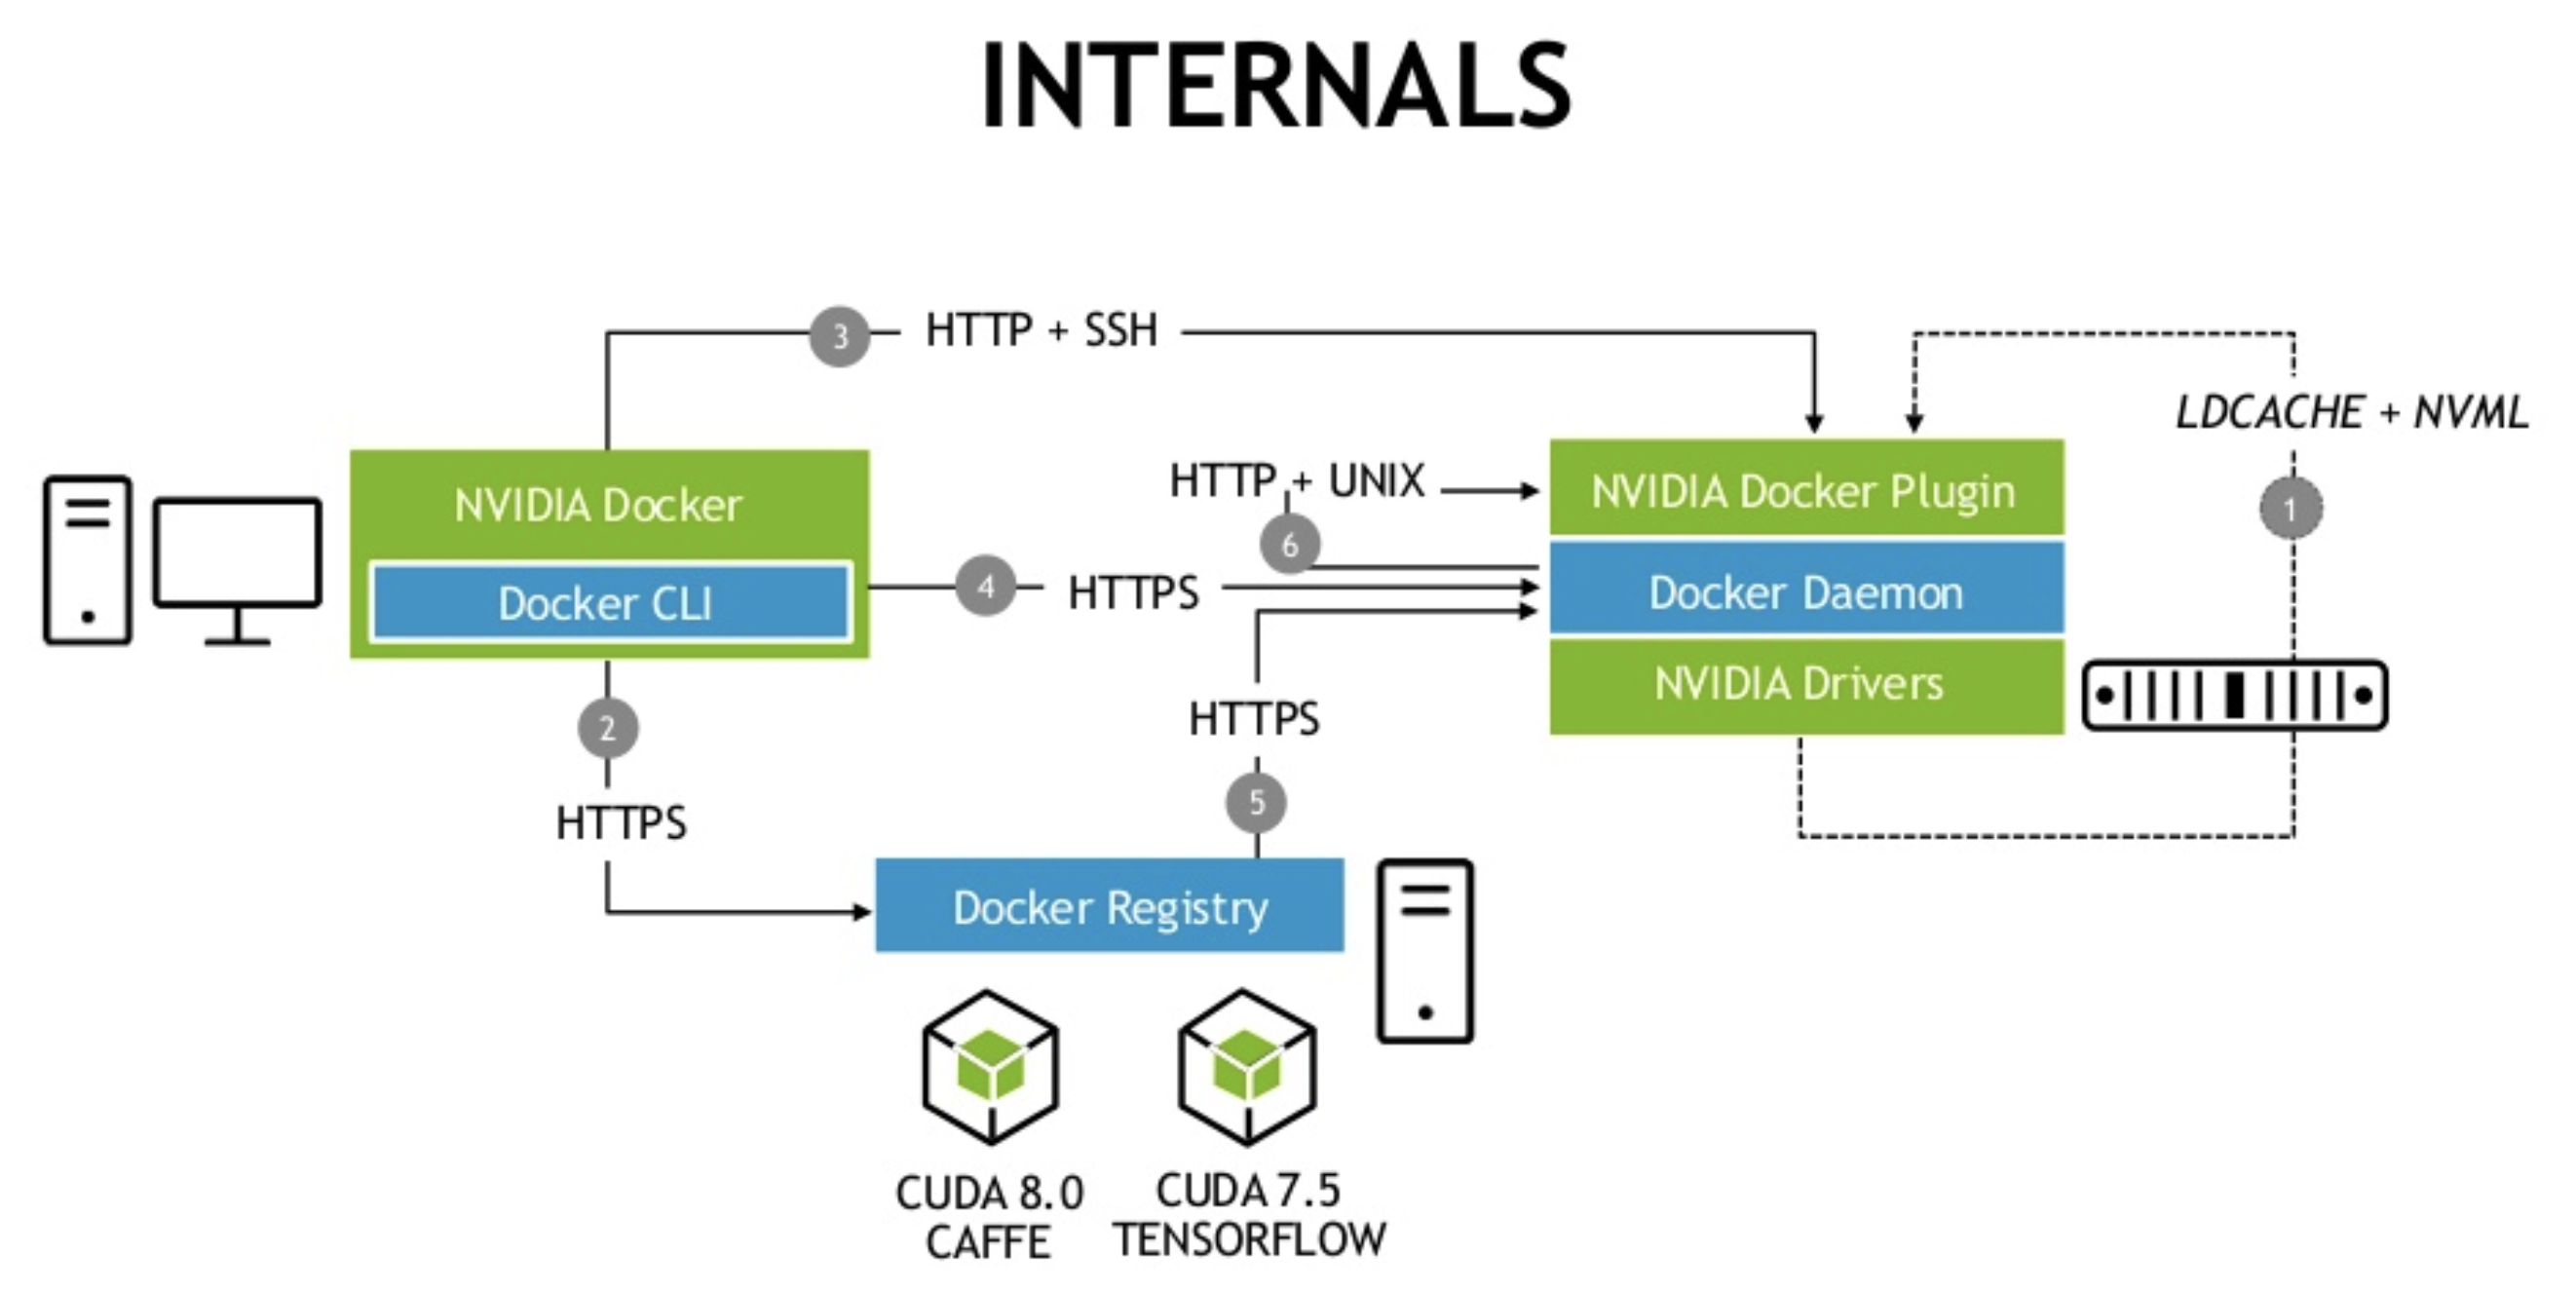 INTERNALS
3
HTTP + SSH
LDCACHE + NVML
1
NVIDIA Docker
Docker CLI
HTTP + UNIX
6
4
HTTPS
NVIDIA Docker Plugin
Docker Daemon
NVIDIA Drivers
2
HTTPS
HTTPS
5
Docker Registry
CUDA 8.0
CAFFE
CUDA 7.5
TENSORFLOW